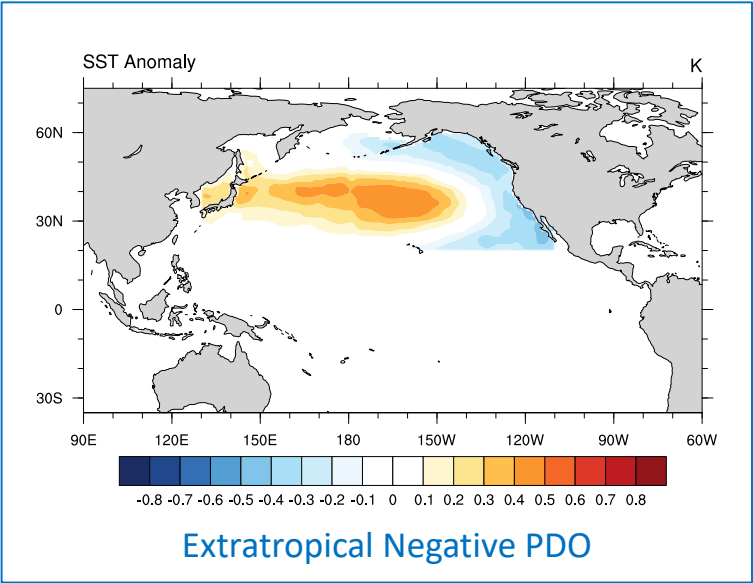 SST Anomaly K
60N
30N
0
30S
90E 120E 150E 180 150W 120W 90W 60W
-0.8 -0.7 -0.6 -0.5 -0.4 -0.3 -0.2 -0.1 0 0.1 0.2 0.3 0.4 0.5 0.6 0.7 0.8
Extratropical Negative PDO